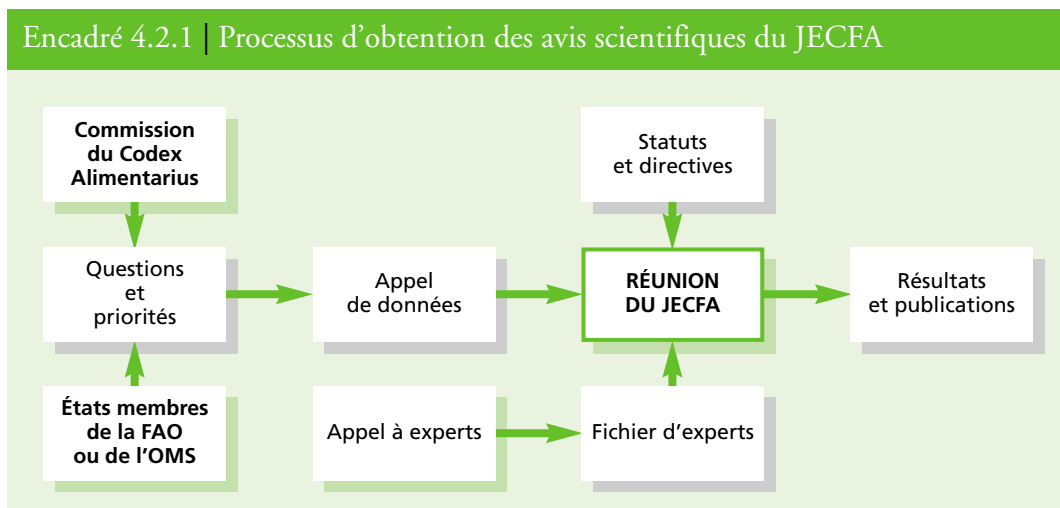 Encadré 4.2.1 | Processus d’obtention des avis scientifiques du JECFA
Commission
du Codex
Alimentarius
Statuts
et directives
Questions
et
priorités
Appel
de données
RÉUNION
DU JECFA
Résultats
et publications
États membres
de la FAO
ou de l’OMS
Appel à experts
Fichier d’experts